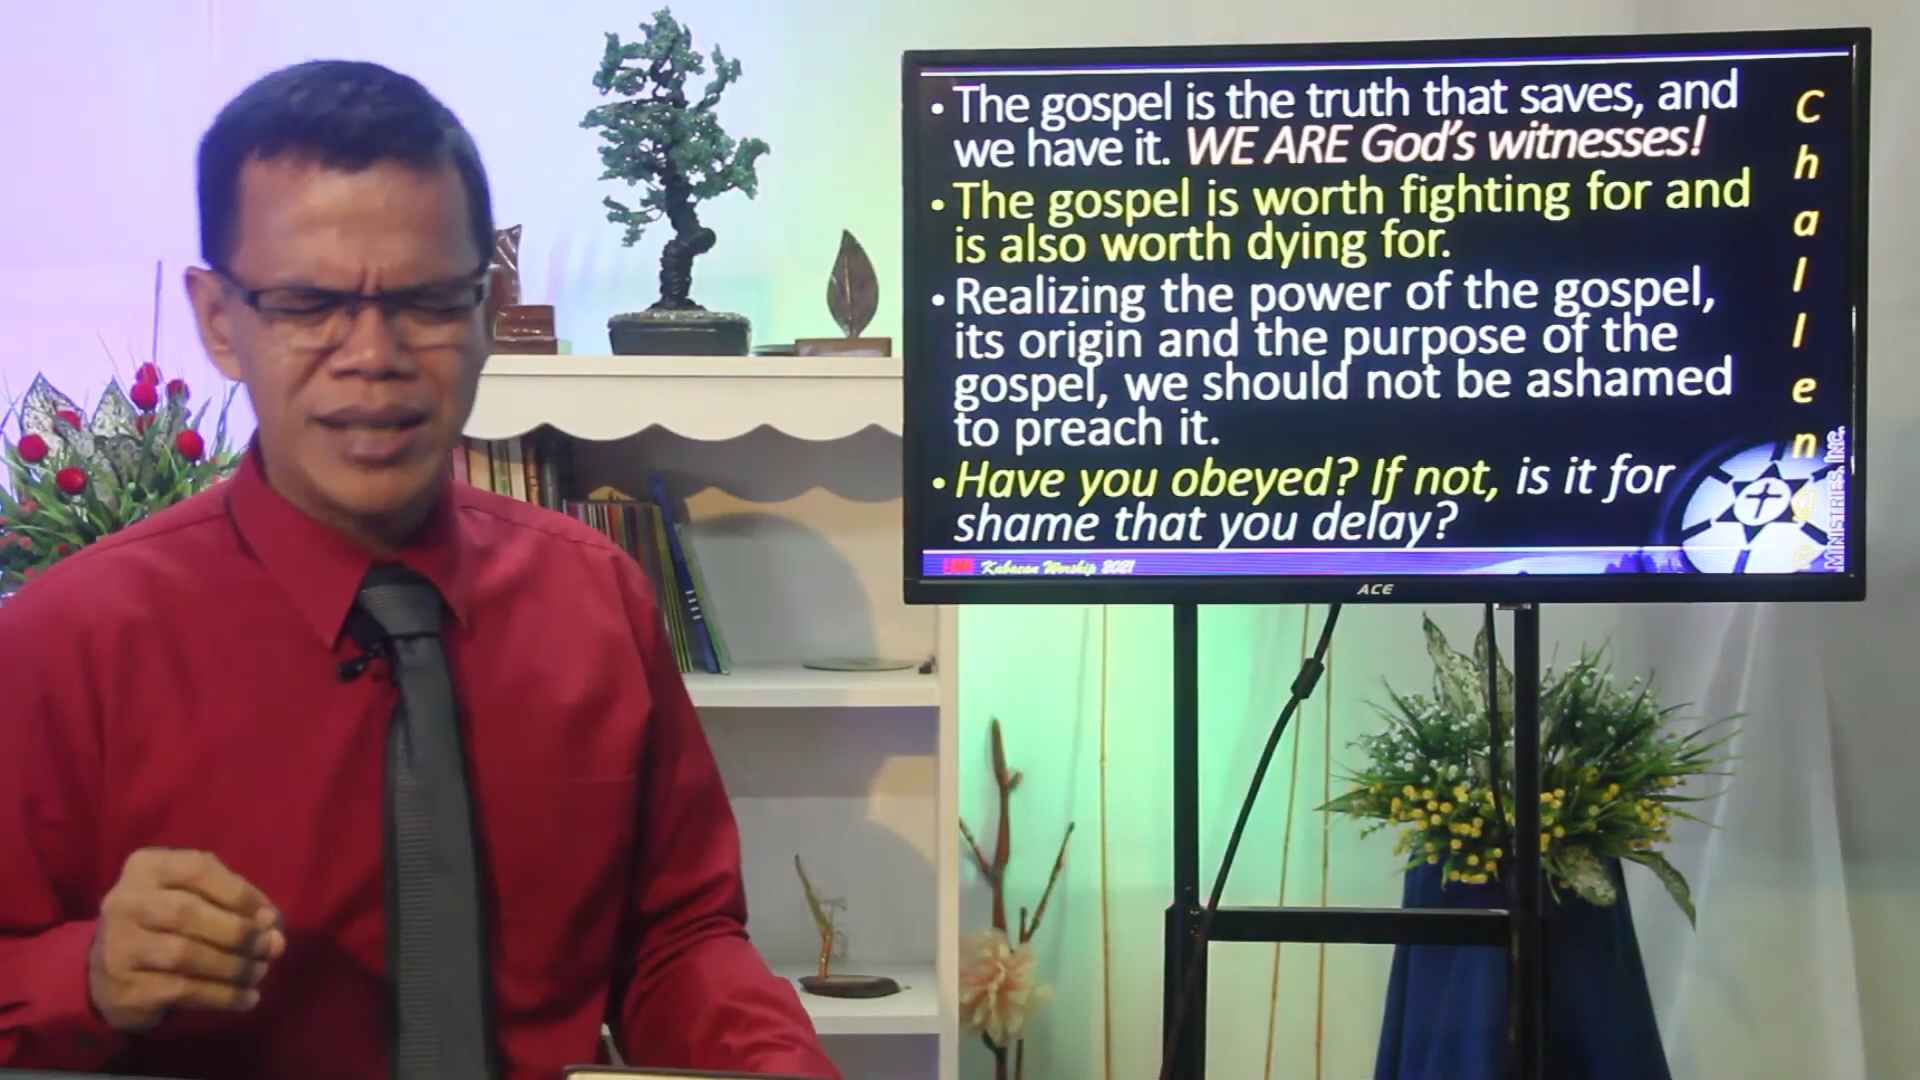 • The gospel is the truth that saves, and
we have it. WE ARE God's witnesses!
• The gospel is worth fighting for and
is also worth dying for.
• Realizing the power of the gospel,
its origin and the purpose of the
gospel, we should not be ashamed
to preach it.
• Have you obeyed? If not, is it for
shame that you delay?
Challenge
MINISTRIES, INC.
LIVE Kabacan Worship 2021
ACE